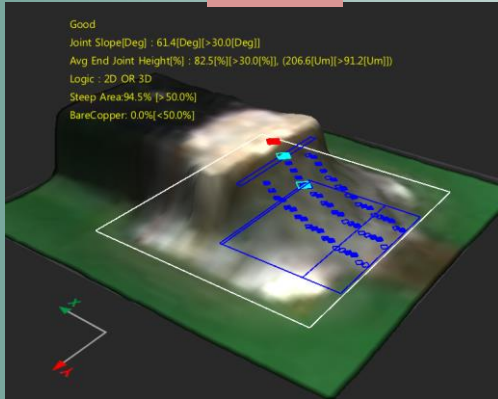 Good
Joint Slope[Deg] : 61.4[Deg][>30.0[Deg]]
Avg End Joint Height[%] : 82.5[%][>30.0[%]], (206.6[Um][>91.2[Um]])
Logic : 2D OR 3D
Steep Area:94.5% [>50.0%]
BareCopper: 0.0%[<50.0%]
X
Y